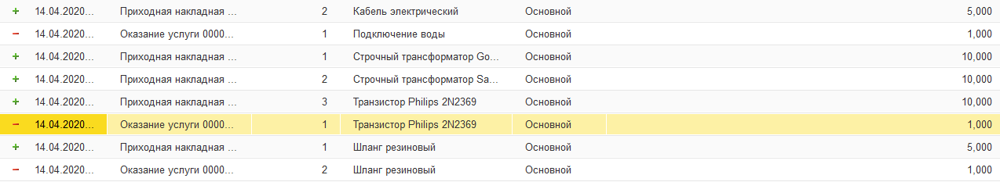 + 14.04.2020... Приходная накладная ... 2 Кабель электрический Основной 5,000
− 14.04.2020... Оказание услуги 0000... 1 Подключение воды Основной 1,000
+ 14.04.2020... Приходная накладная ... 1 Строчный трансформатор Go... Основной 10,000
+ 14.04.2020... Приходная накладная ... 2 Строчный трансформатор Sa... Основной 10,000
+ 14.04.2020... Приходная накладная ... 3 Транзистор Philips 2N2369 Основной 10,000
− 14.04.2020... Оказание услуги 0000... 1 Транзистор Philips 2N2369 Основной 1,000
+ 14.04.2020... Приходная накладная ... 1 Шланг резиновый Основной 5,000
− 14.04.2020... Оказание услуги 0000... 2 Шланг резиновый Основной 1,000